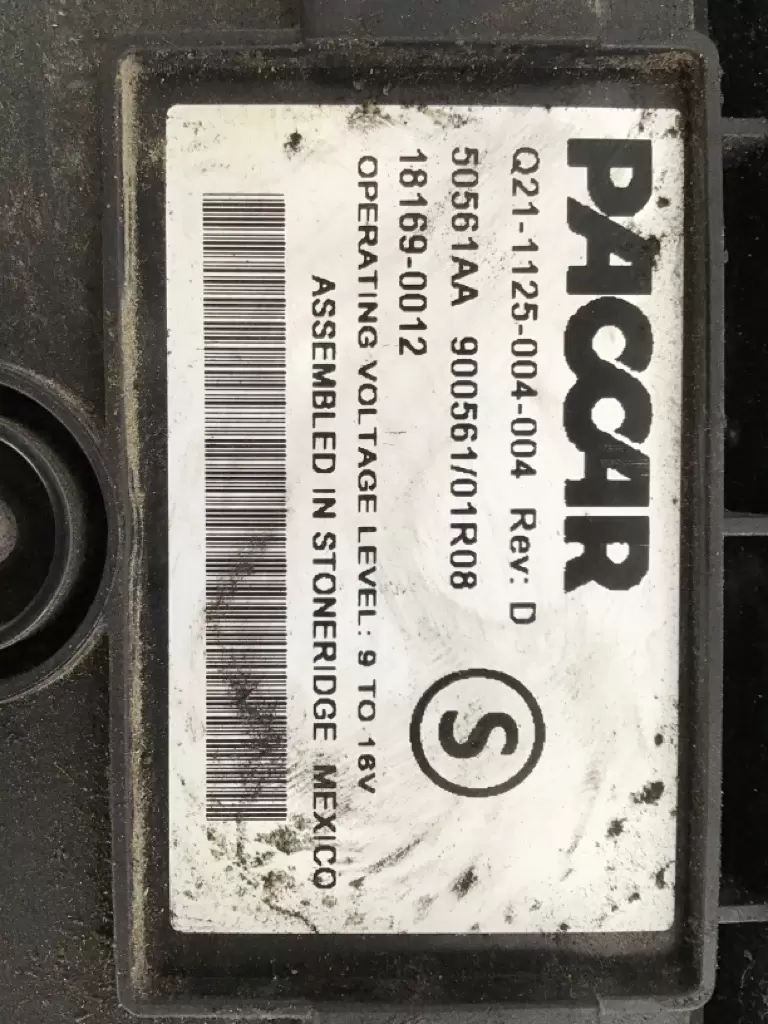 PACCAR
Q21-1125-004-004 Rev: D
50561AA 900561/01R08
18169-0012
S
OPERATING VOLTAGE LEVEL: 9 TO 16V
ASSEMBLED IN STONERIDGE MEXICO